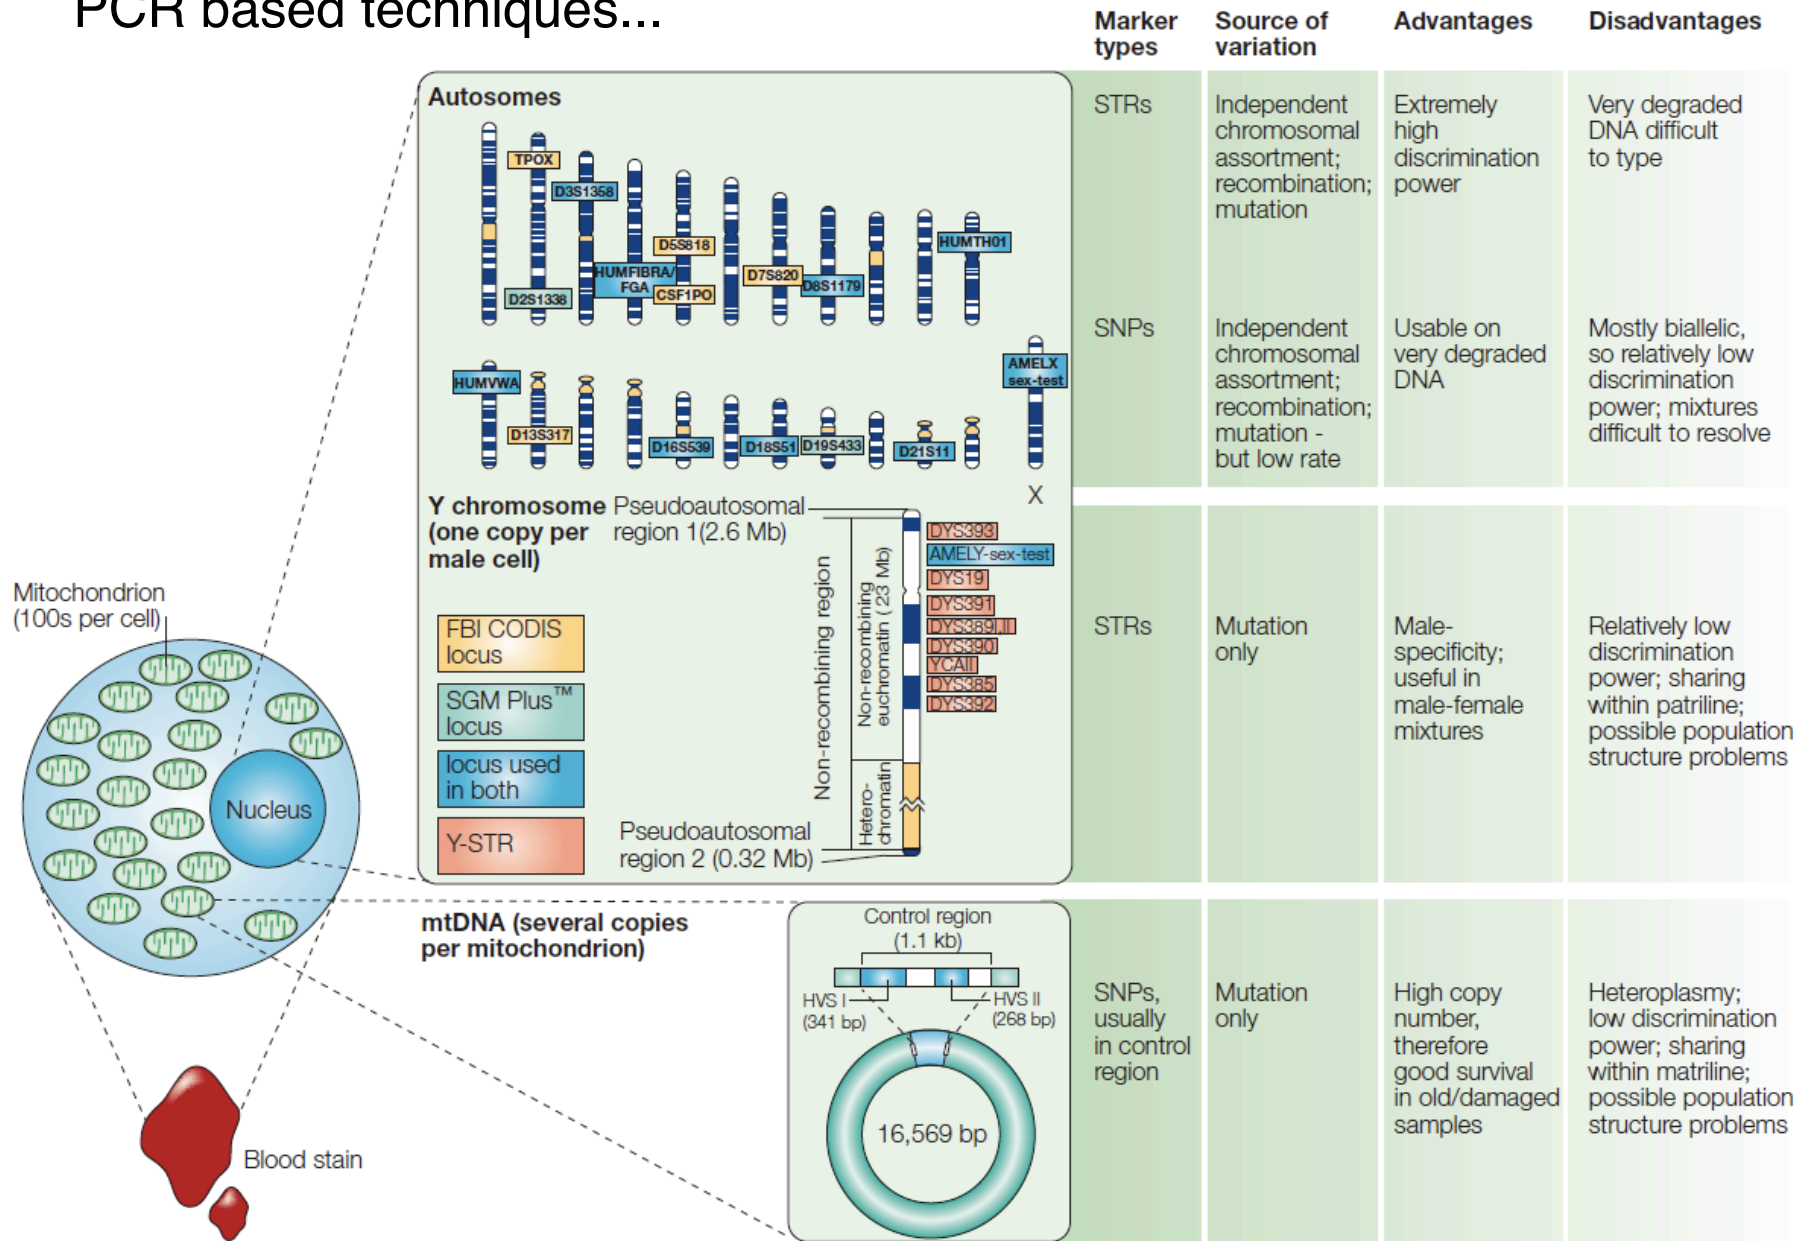 PCR based techniques...
Marker
types
Source of
variation
Advantages
Disadvantages
Autosomes
TPOX
D3S1358
D5S818
HUMTH01
HUMFIBRA/
FGA
D7S820
D8S1179
CSF1PO
D2S1338
STRs
Independent
chromosomal
assortment;
recombination;
mutation
Extremely
high
discrimination
power
Very degraded
DNA difficult
to type
SNPs
Independent
chromosomal
assortment;
recombination;
mutation -
but low rate
Usable on
very degraded
DNA
Mostly biallelic,
so relatively low
discrimination
power; mixtures
difficult to resolve
AMELX
sex-test
HUMVWA
D13S317
D16S539
D18S51
D19S433
D21S11
X
Y chromosome
(one copy per
male cell)
Pseudoautosomal
region 1(2.6 Mb)
Non-recombining region
Non-recombining
euchromatin ( 23 Mb)
Hetero-
chromatin
DYS393
AMELY-sex-test
DYS19
DYS391
DYS389I,II
DYS390
YCAII
DYS385
DYS392
FBI CODIS
locus
SGM Plus™
locus
locus used
in both
Y-STR
Pseudoautosomal
region 2 (0.32 Mb)
STRs
Mutation
only
Male-
specificity;
useful in
male-female
mixtures
Relatively low
discrimination
power; sharing
within patriline;
possible population
structure problems
Mitochondrion
(100s per cell)
Nucleus
mtDNA (several copies
per mitochondrion)
Control region
(1.1 kb)
HVS I
(341 bp)
HVS II
(268 bp)
16,569 bp
SNPs,
usually
in control
region
Mutation
only
High copy
number,
therefore
good survival
in old/damaged
samples
Heteroplasmy;
low discrimination
power; sharing
within matriline;
possible population
structure problems
Blood stain